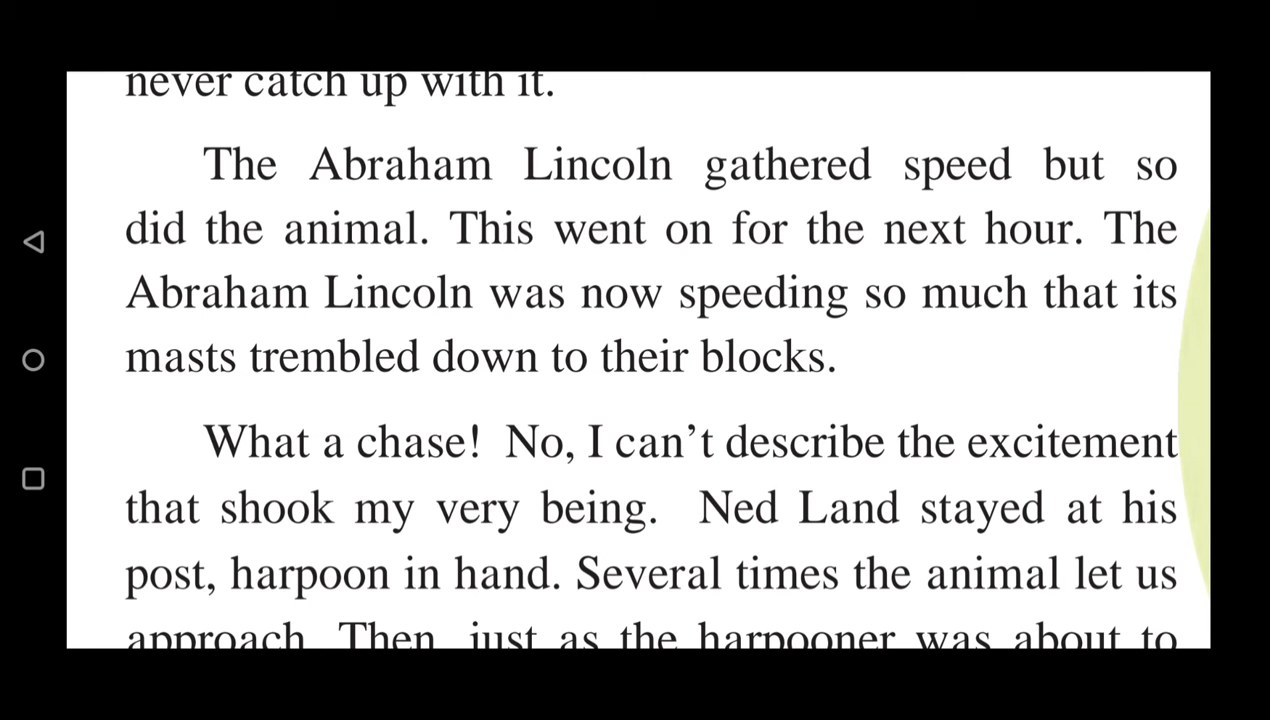 never catch up with it.
The Abraham Lincoln gathered speed but so
did the animal. This went on for the next hour. The
Abraham Lincoln was now speeding so much that its
masts trembled down to their blocks.
What a chase! No, I can't describe the excitement
that shook my very being. Ned Land stayed at his
post, harpoon in hand. Several times the animal let us
approach. Then, just as the harpooner was about to